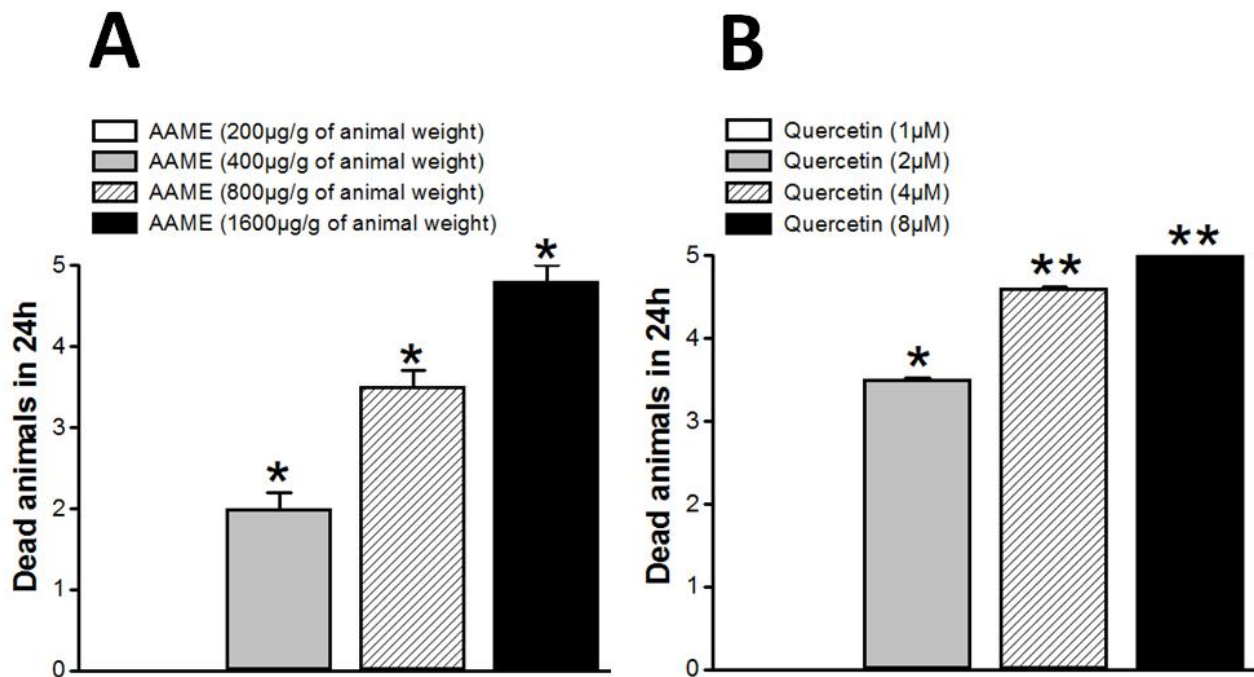 A
AAME (200µg/g of animal weight)
AAME (400µg/g of animal weight)
AAME (800µg/g of animal weight)
AAME (1600µg/g of animal weight)
Dead animals in 24h
5
4
3
2
1
0
*
*
*
B
Quercetin (1µM)
Quercetin (2µM)
Quercetin (4µM)
Quercetin (8µM)
Dead animals in 24h
5
4
3
2
1
0
*
**
**